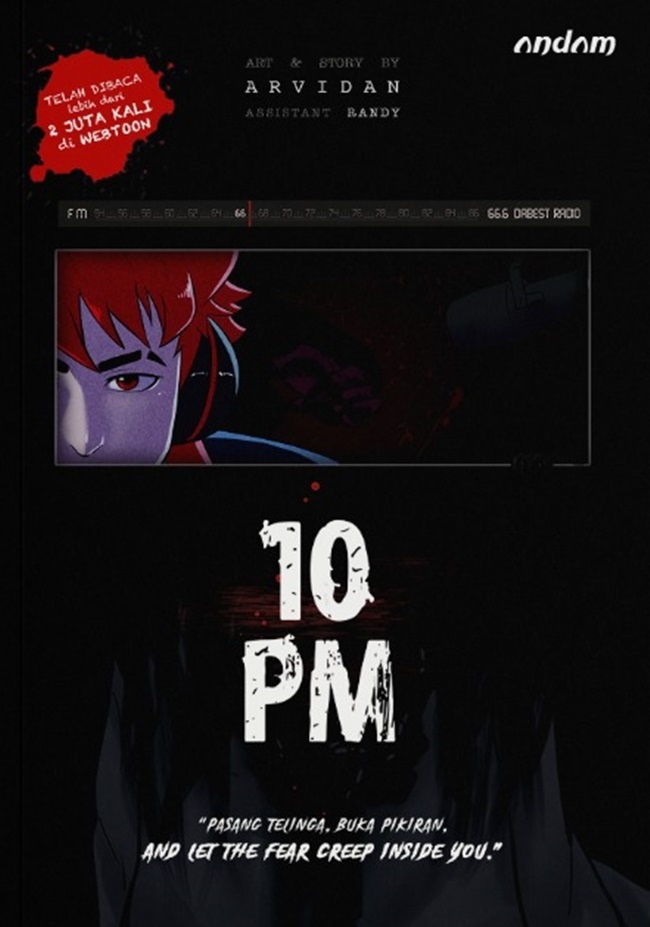 andam
ART & STORY BY
ARVIDAN
ASSISTANT RANDY
TELAH DIBACA
lebih dari
2 JUTA KALI
di WEBTOON
FM 54 56 58 60 62 64 66 68 70 72 74 76 78 80 82 84 86 66.6 DABEST RADIO
10
PM
"PASANG TELINGA, BUKA PIKIRAN,
AND LET THE FEAR CREEP INSIDE YOU."